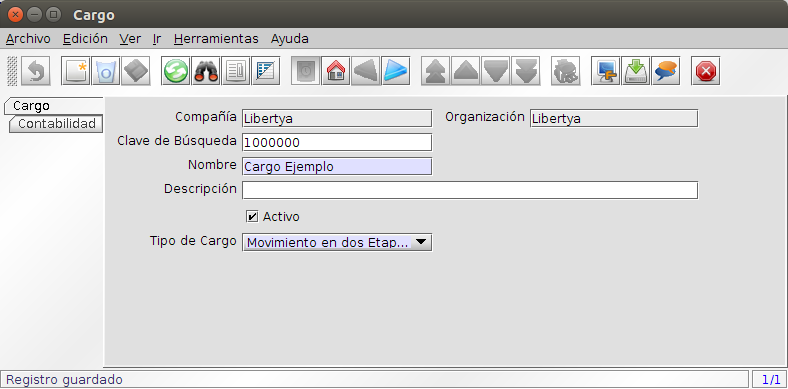 Cargo
Archivo Edición Ver Ir Herramientas Ayuda
Cargo
Contabilidad
Compañía Libertya Organización Libertya
Clave de Búsqueda 1000000
Nombre Cargo Ejemplo
Descripción
Activo
Tipo de Cargo Movimiento en dos Etap...
Registro guardado 1/1